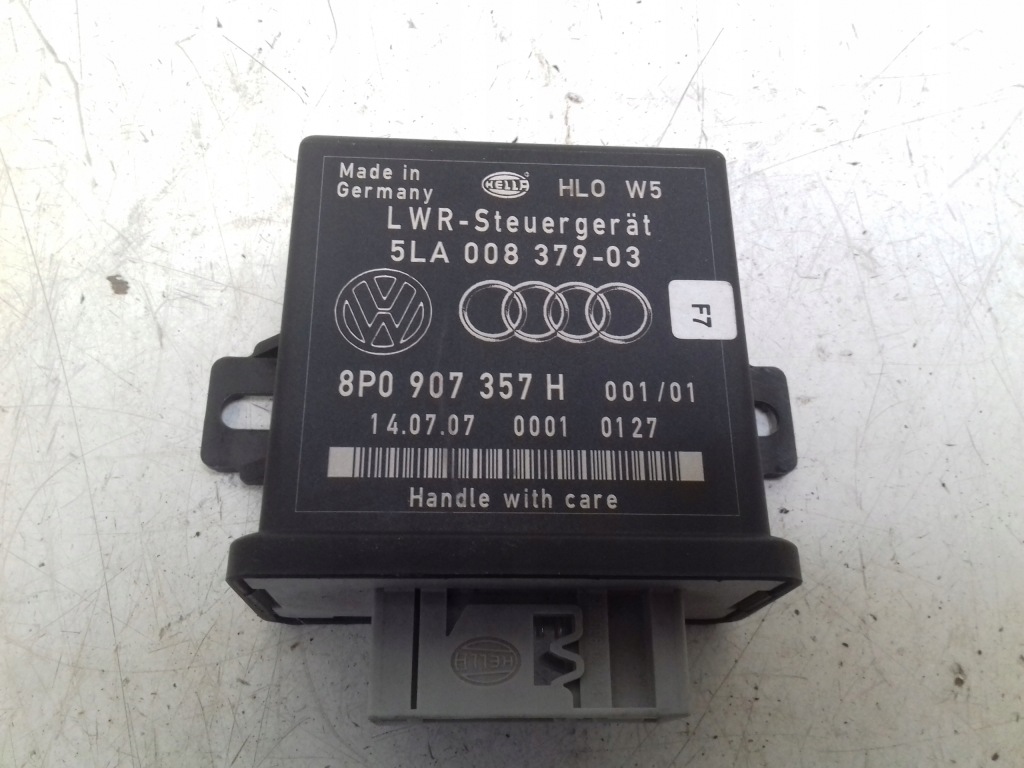 Made in
Germany
HELLA HLO W5
LWR-Steuergerät
5LA 008 379-03
F7
8P0 907 357 H 001/01
14.07.07 0001 0127
Handle with care
HELLA